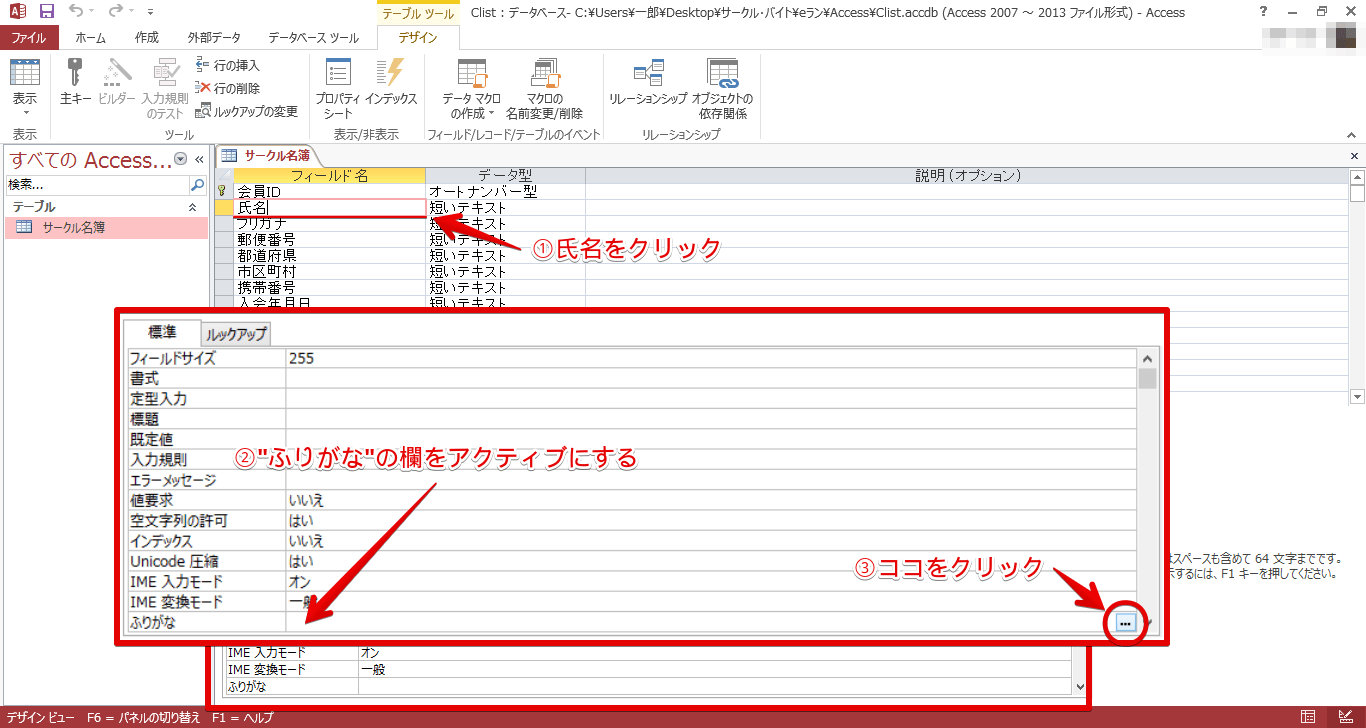 テーブル ツール
Clist : データベース- C:¥Users¥一郎¥Desktop¥サークル・バイト¥eラン¥Access¥Clist.accdb (Access 2007 ～ 2013 ファイル形式) - Access
ファイル ホーム 作成 外部データ データベース ツール デザイン
表示
主キー
ビルダー
入力規則のテスト
行の挿入
行の削除
ルックアップの変更
プロパティ シート
インデックス
データ マクロの作成
マクロの名前変更/削除
リレーションシップ
オブジェクトの依存関係
表示 ツール 表示/非表示 フィールド/レコード/テーブルのイベント リレーションシップ
すべての Access... «
検索...
テーブル
サークル名簿
サークル名簿
フィールド名 データ型 説明（オプション）
会員ID オートナンバー型
氏名 短いテキスト
フリガナ 短いテキスト
郵便番号 短いテキスト
都道府県 短いテキスト
市区町村 短いテキスト
携帯番号 短いテキスト
入会年月日 短いテキスト
①氏名をクリック
標準 ルックアップ
フィールドサイズ 255
書式
定型入力
標題
既定値
入力規則
②"ふりがな"の欄をアクティブにする
エラーメッセージ
値要求 いいえ
空文字列の許可 はい
インデックス いいえ
Unicode 圧縮 はい
IME 入力モード オン
IME 変換モード 一般
ふりがな ...
③ココをクリック
はスペースも含めて 64 文字までです。
示するには、F1 キーを押してください。
IME 入力モード オン
IME 変換モード 一般
ふりがな
デザイン ビュー F6 = パネルの切り替え F1 = ヘルプ